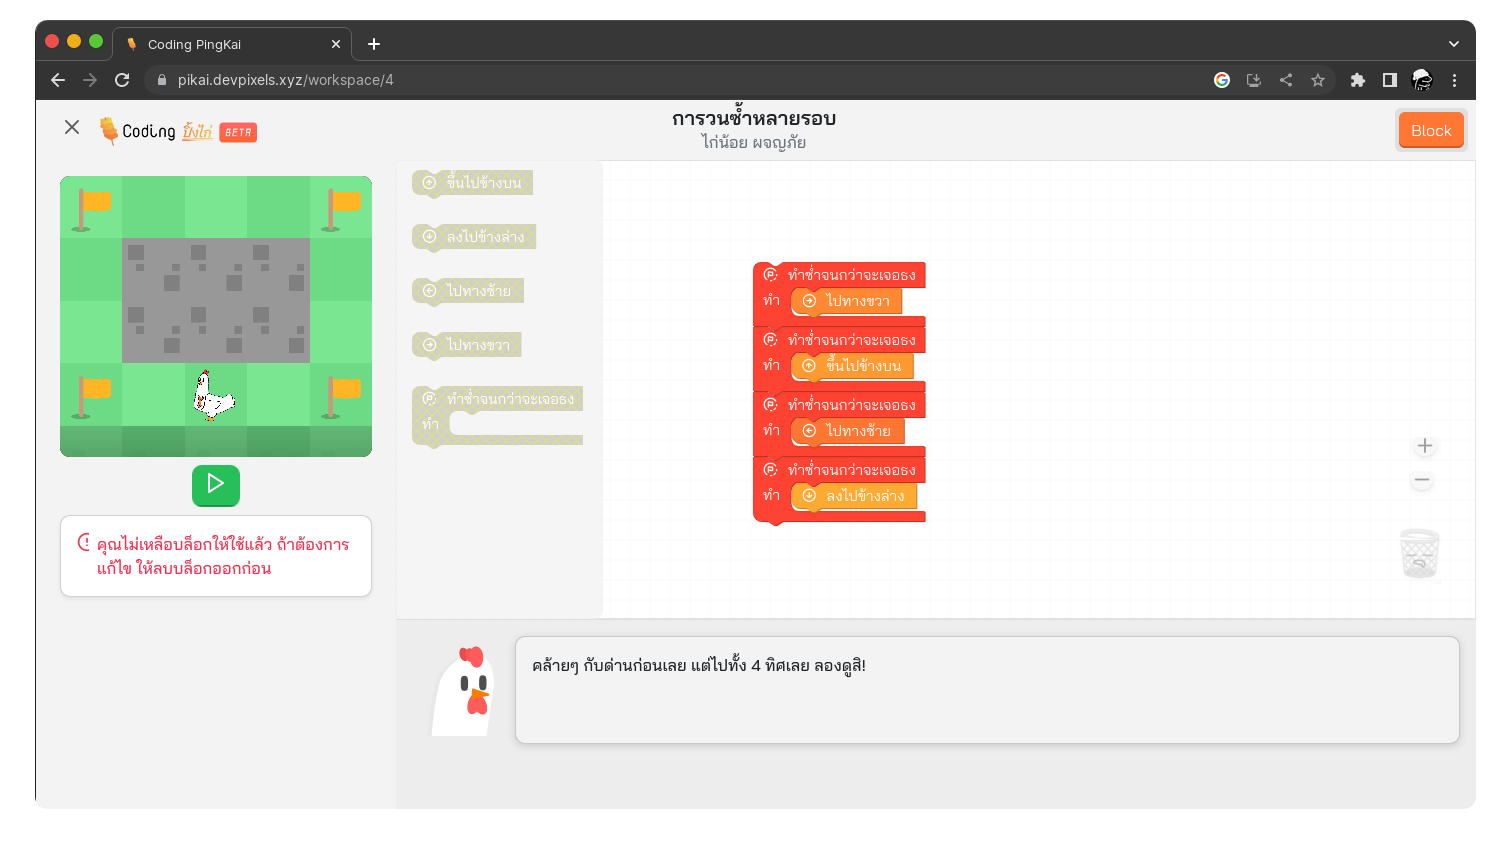 Coding PingKai
pikai.devpixels.xyz/workspace/4
Coding ปิ้งไก่ BETA
การวนซ้ำหลายรอบ
ไก่น้อย ผจญภัย
Block
ขึ้นไปข้างบน
ลงไปข้างล่าง
ไปทางซ้าย
ไปทางขวา
ทำซ้ำจนกว่าจะเจอธง
ทำ
ทำซ้ำจนกว่าจะเจอธง
ทำ ไปทางขวา
ทำซ้ำจนกว่าจะเจอธง
ทำ ขึ้นไปข้างบน
ทำซ้ำจนกว่าจะเจอธง
ทำ ไปทางซ้าย
ทำซ้ำจนกว่าจะเจอธง
ทำ ลงไปข้างล่าง
คุณไม่เหลือบล็อกให้ใช้แล้ว ถ้าต้องการ
แก้ไข ให้ลบบล็อกออกก่อน
คล้ายๆ กับด่านก่อนเลย แต่ไปทั้ง 4 ทิศเลย ลองดูสิ!